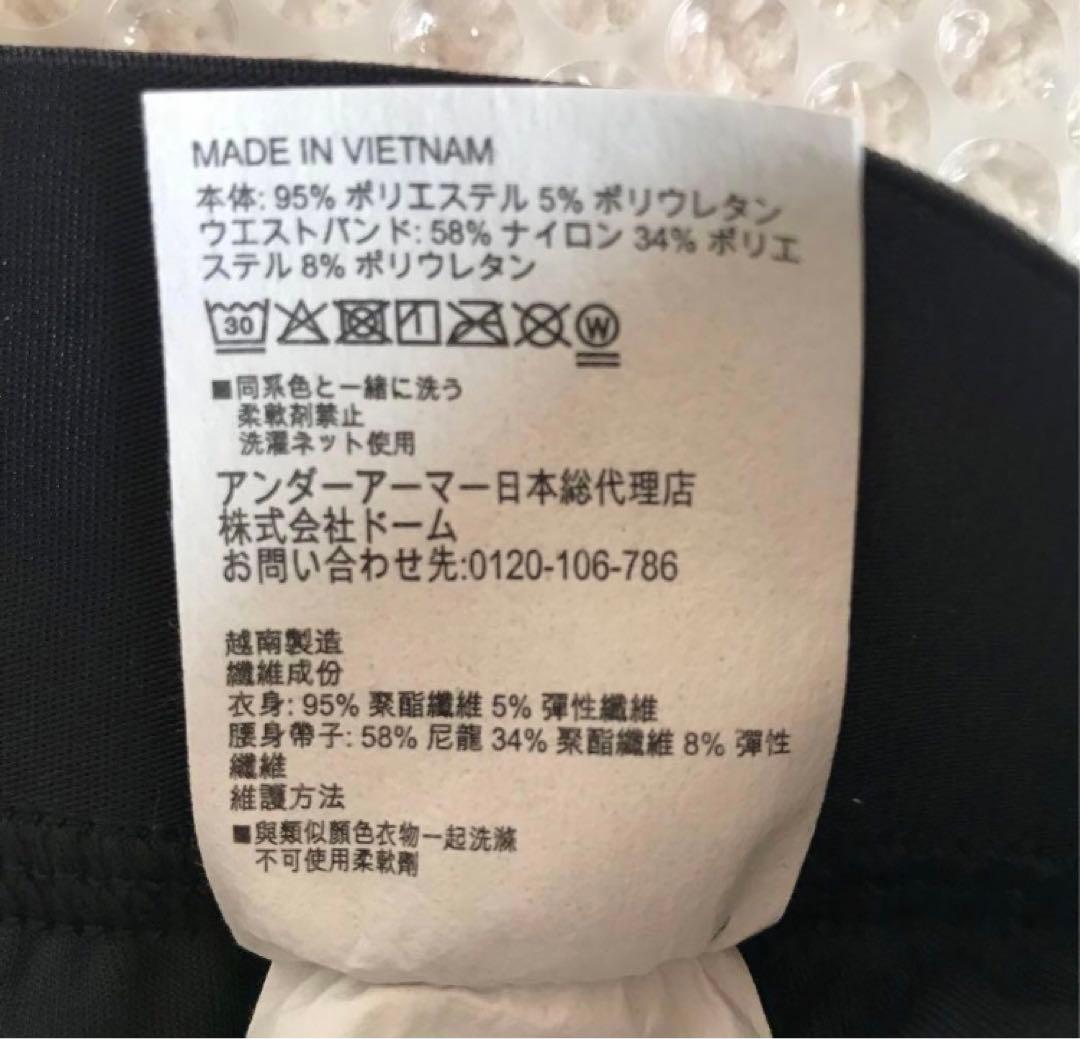 MADE IN VIETNAM
本体: 95% ポリエステル 5% ポリウレタン
ウエストバンド: 58% ナイロン 34% ポリエ
ステル 8% ポリウレタン
30 W
■同系色と一緒に洗う
柔軟剤禁止
洗濯ネット使用
アンダーアーマー日本総代理店
株式会社ドーム
お問い合わせ先:0120-106-786
越南製造
纖維成份
衣身: 95% 聚酯纖維 5% 彈性纖維
腰身帶子: 58% 尼龍 34% 聚酯纖維 8% 彈性
纖維
維護方法
■與類似顏色衣物一起洗滌
不可使用柔軟劑